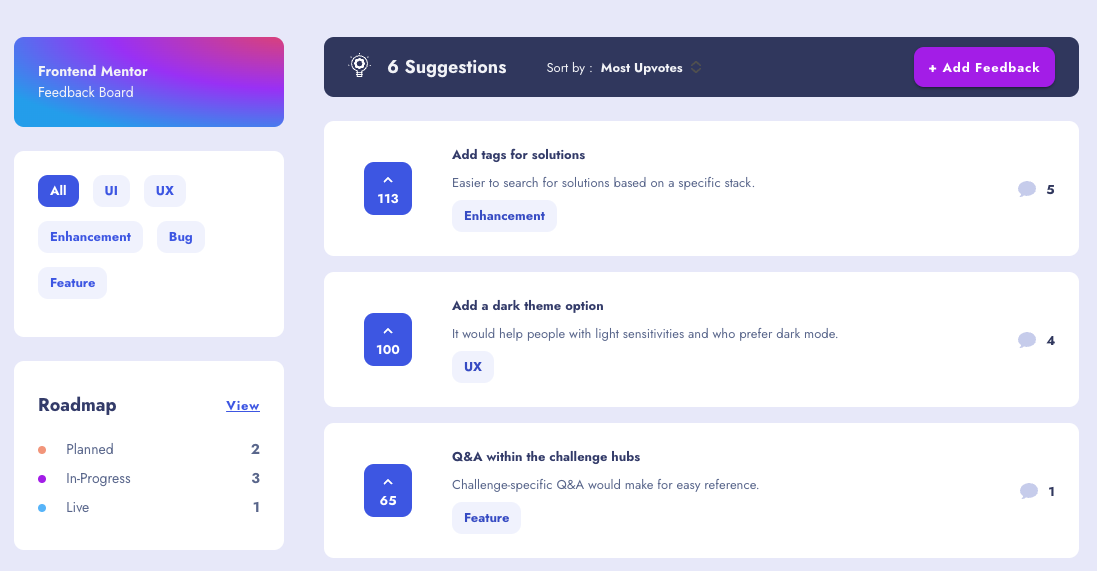 Frontend Mentor
Feedback Board
All UI UX
Enhancement Bug
Feature
Roadmap View
Planned 2
In-Progress 3
Live 1
6 Suggestions Sort by : Most Upvotes + Add Feedback
Add tags for solutions
Easier to search for solutions based on a specific stack.
Enhancement
113
5
Add a dark theme option
It would help people with light sensitivities and who prefer dark mode.
UX
100
4
Q&A within the challenge hubs
Challenge-specific Q&A would make for easy reference.
Feature
65
1